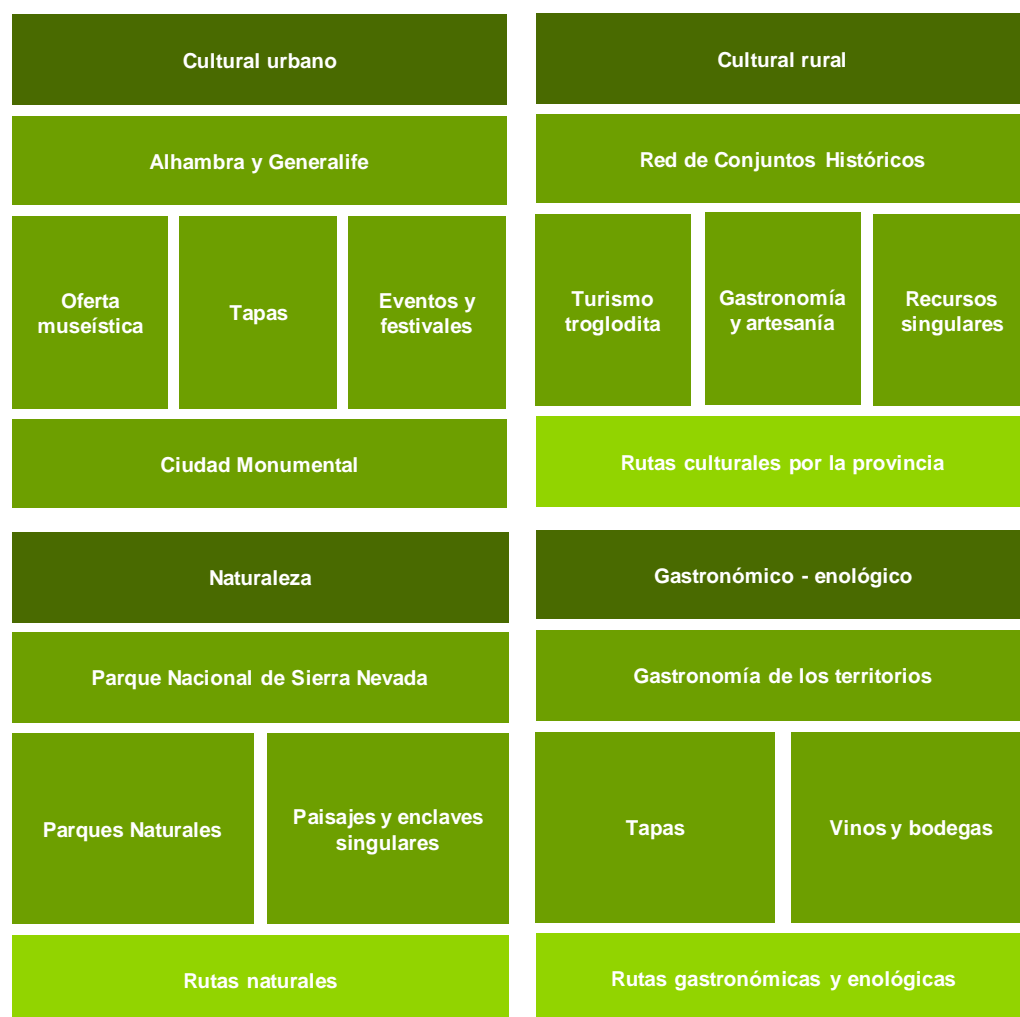 Cultural urbano
Alhambra y Generalife
Oferta
museística
Tapas
Eventos y
festivales
Ciudad Monumental
Cultural rural
Red de Conjuntos Históricos
Turismo
troglodita
Gastronomía
y artesanía
Recursos
singulares
Rutas culturales por la provincia
Naturaleza
Parque Nacional de Sierra Nevada
Parques Naturales
Paisajes y enclaves
singulares
Rutas naturales
Gastronómico - enológico
Gastronomía de los territorios
Tapas
Vinos y bodegas
Rutas gastronómicas y enológicas